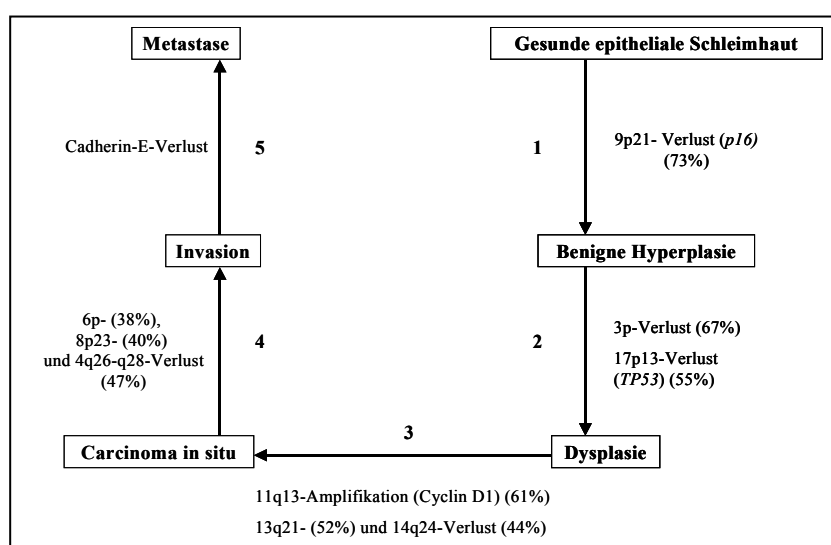 Metastase
Gesunde epitheliale Schleimhaut
Cadherin-E-Verlust
5
1
9p21- Verlust (p16)
(73%)
Invasion
Benigne Hyperplasie
6p- (38%),
8p23- (40%)
und 4q26-q28-Verlust
(47%)
4
2
3p-Verlust (67%)
17p13-Verlust
(TP53) (55%)
3
Carcinoma in situ
Dysplasie
11q13-Amplifikation (Cyclin D1) (61%)
13q21- (52%) und 14q24-Verlust (44%)